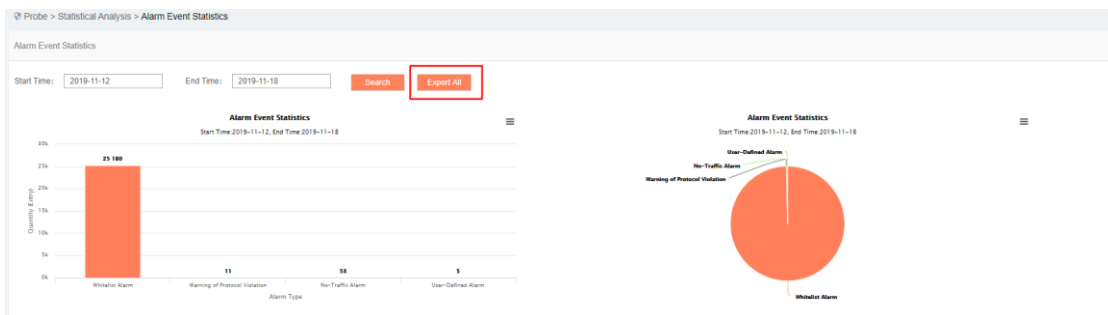 Probe > Statistical Analysis > Alarm Event Statistics
Alarm Event Statistics
Start Time: 2019-11-12 End Time: 2019-11-18 Search Export All
Alarm Event Statistics
Start Time:2019-11-12, End Time:2019-11-18
30k
25k
20k
15k
10k
5k
0k
Quantity (Entry)
25 180
11
58
5
Whitelist Alarm
Warning of Protocol Violation
No-Traffic Alarm
User-Defined Alarm
Alarm Type
Alarm Event Statistics
Start Time:2019-11-12, End Time:2019-11-18
User-Defined Alarm
No-Traffic Alarm
Warning of Protocol Violation
Whitelist Alarm